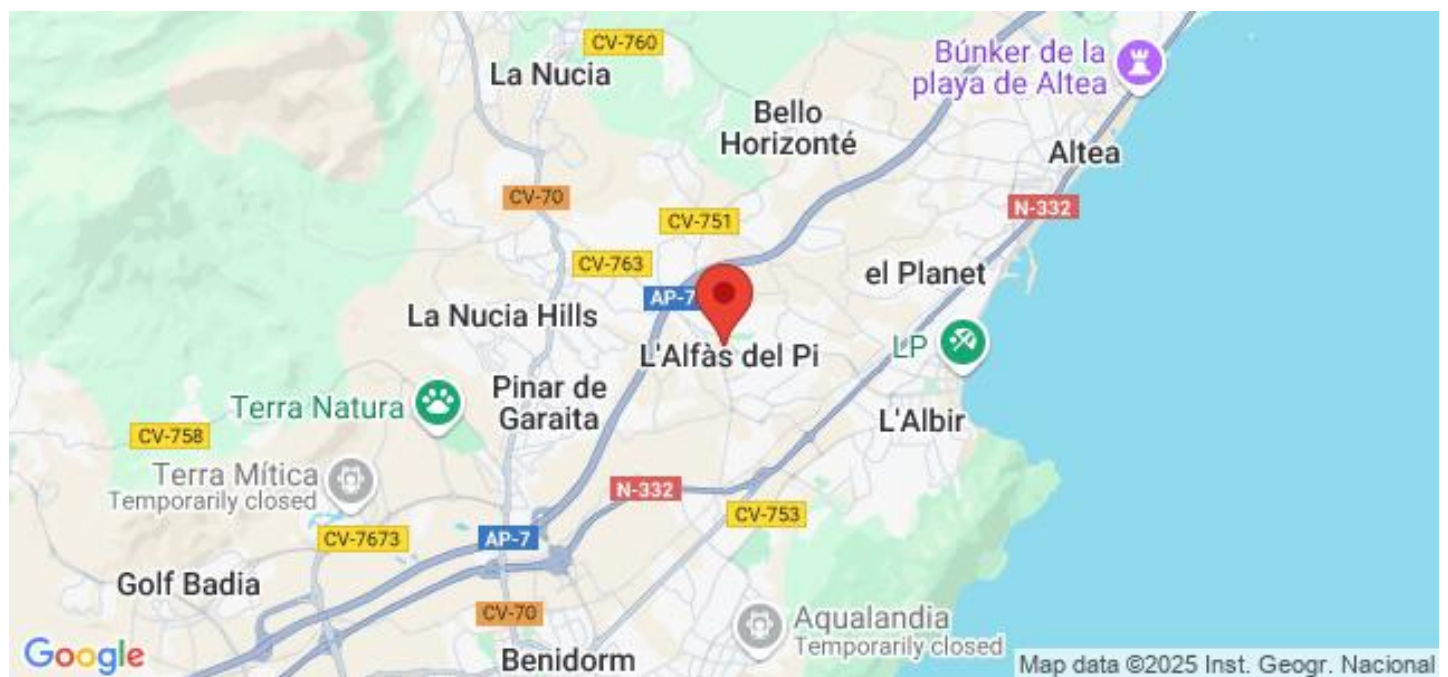 CV-760
La Nucia
Búnker de la
playa de Altea
Bello
Horizonté
Altea
CV-70
N-332
CV-751
CV-763
el Planet
AP-7
La Nucia Hills
L'Alfàs del Pi
LP
Pinar de
Garaita
Terra Natura
L'Albir
CV-758
Terra Mítica
Temporarily closed
N-332
CV-753
CV-7673
AP-7
Golf Badia
CV-70
Aqualandia
Temporarily closed
Benidorm
Google
Map data ©2025 Inst. Geogr. Nacional